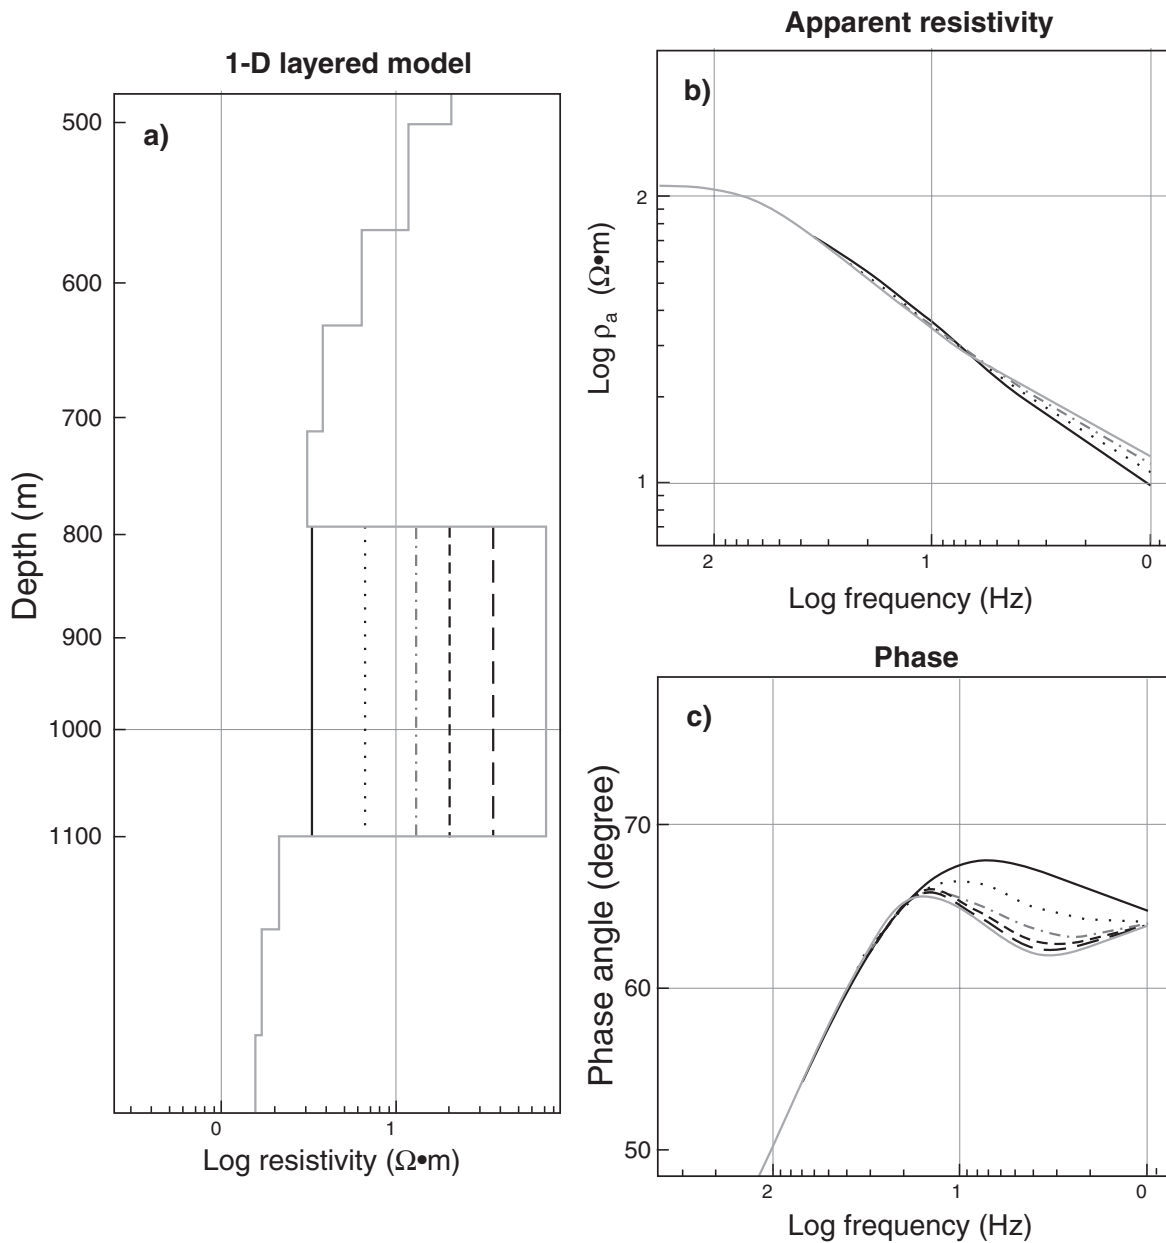 1-D layered model
a)
500
600
700
800
900
1000
1100
Depth (m)
0
1
Log resistivity (Ω•m)
Apparent resistivity
b)
2
1
Log ρa (Ω•m)
2
1
0
Log frequency (Hz)
Phase
c)
70
60
50
Phase angle (degree)
2
1
0
Log frequency (Hz)